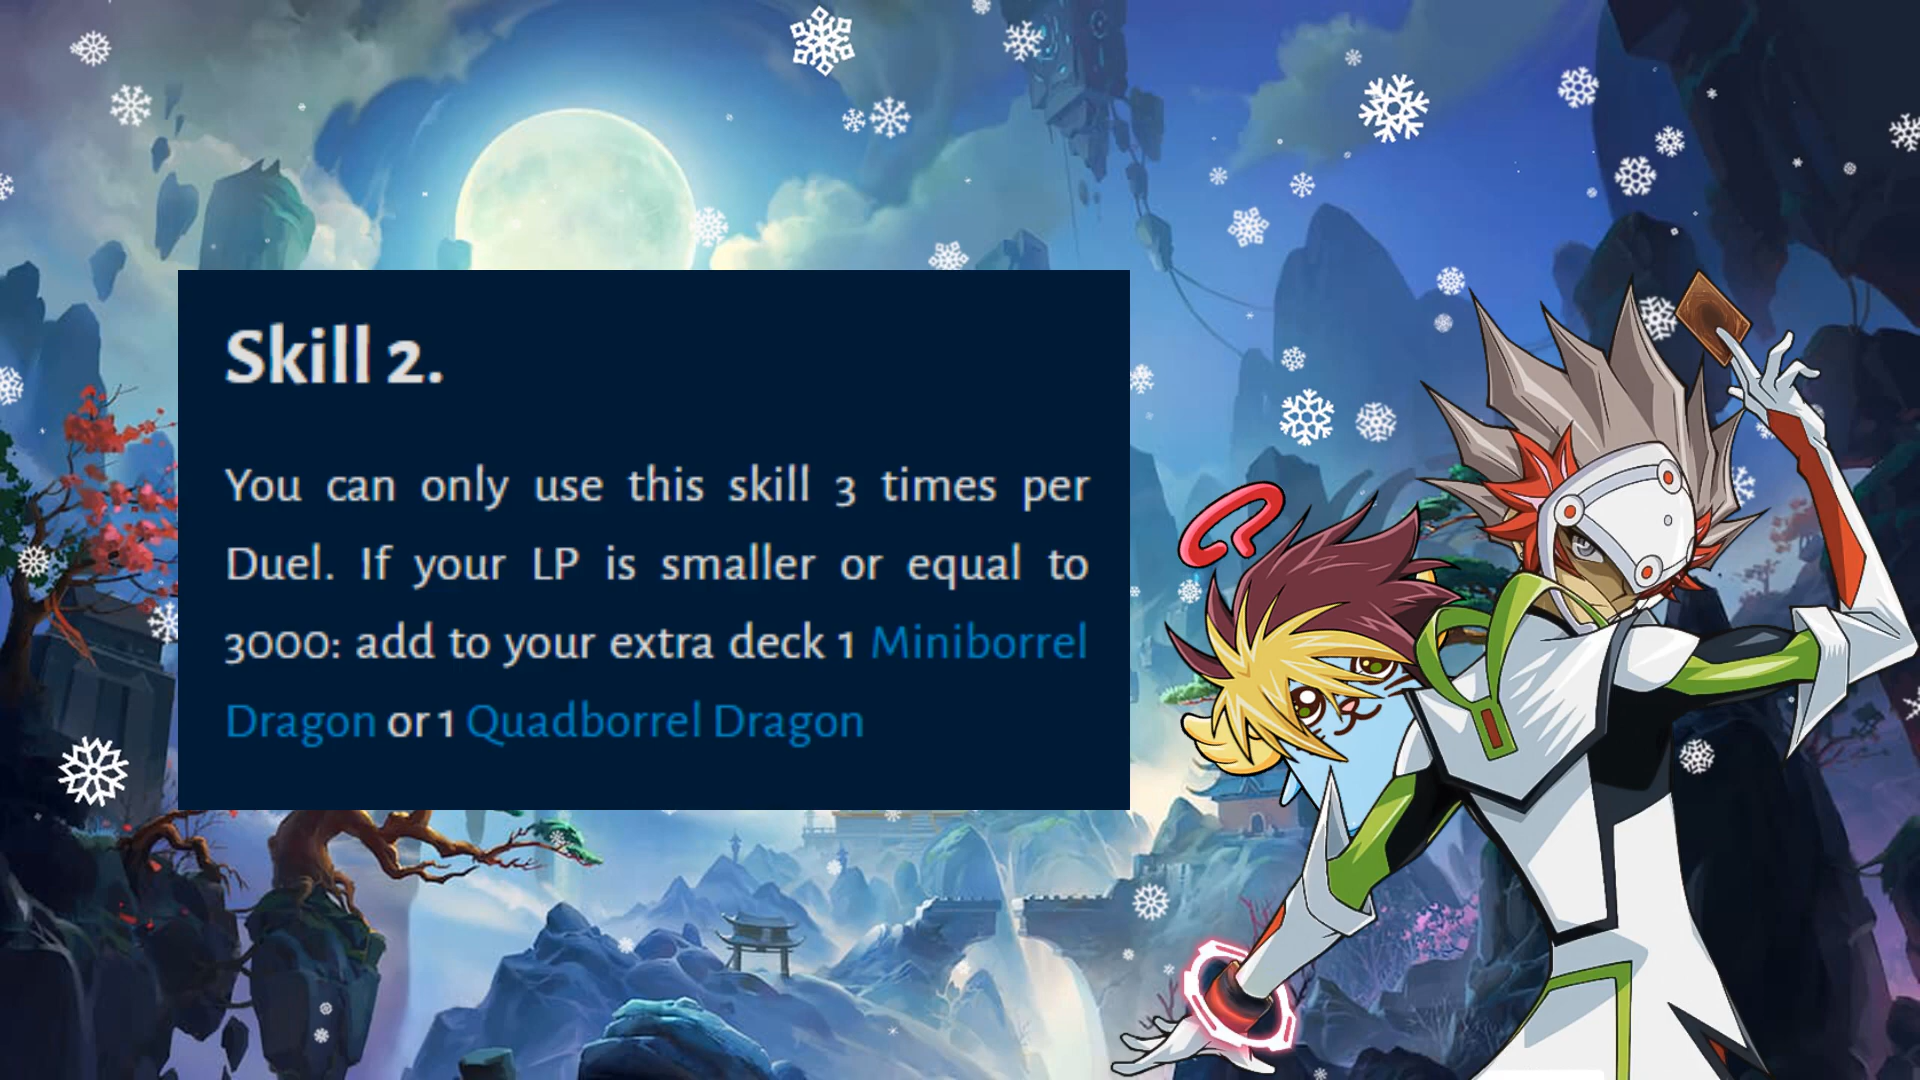 Skill 2.
You can only use this skill 3 times per
Duel. If your LP is smaller or equal to
3000: add to your extra deck 1 Miniborrel
Dragon or 1 Quadborrel Dragon